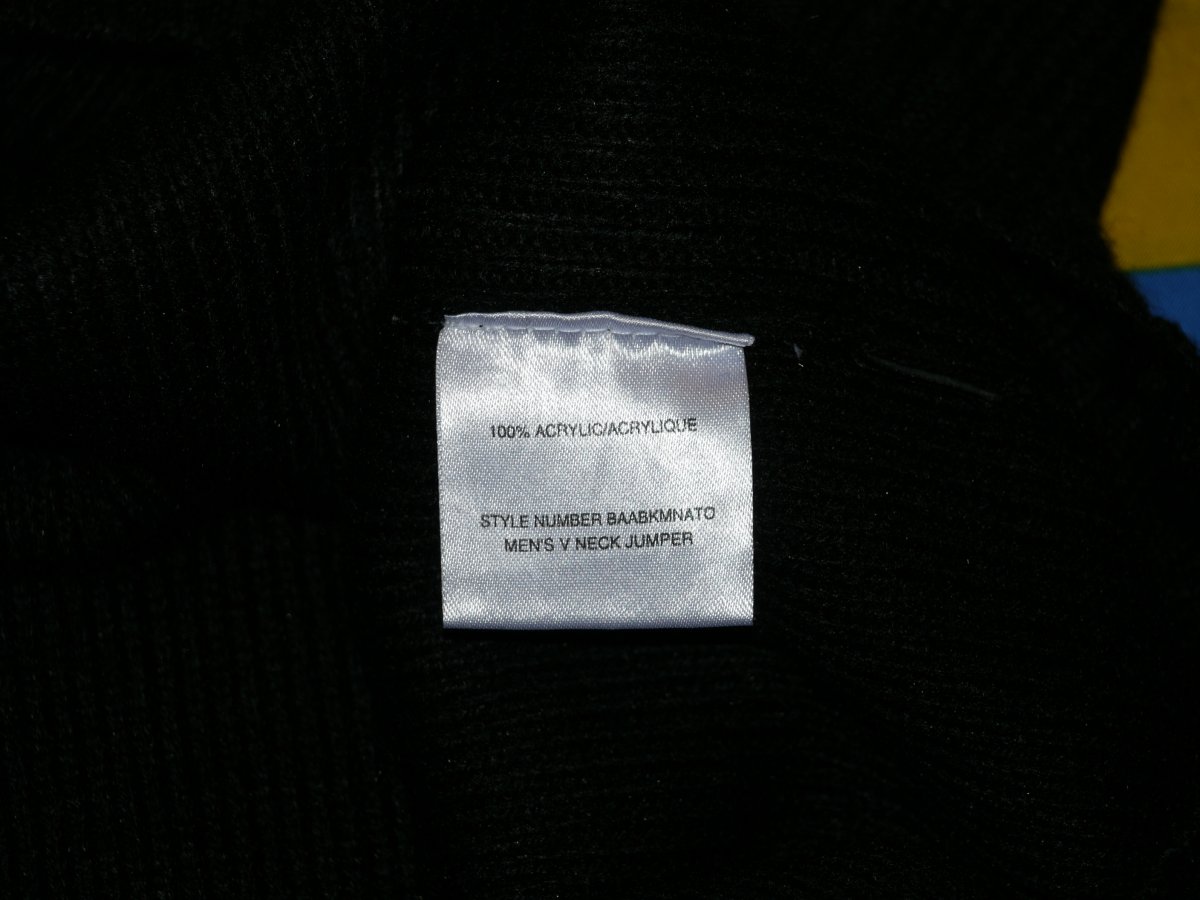 100% ACRYLIC/ACRYLIQUE
STYLE NUMBER BAABKMNATO
MEN'S V NECK JUMPER